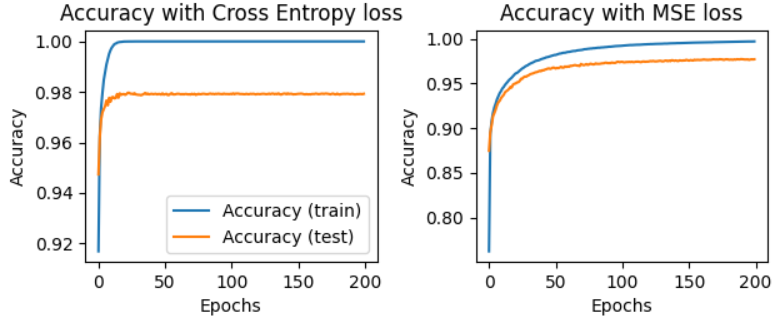 Accuracy with Cross Entropy loss
1.00
0.98
0.96
0.94
0.92
Accuracy
Accuracy (train)
Accuracy (test)
0 50 100 150 200
Epochs
Accuracy with MSE loss
1.00
0.95
0.90
0.85
0.80
Accuracy
0 50 100 150 200
Epochs